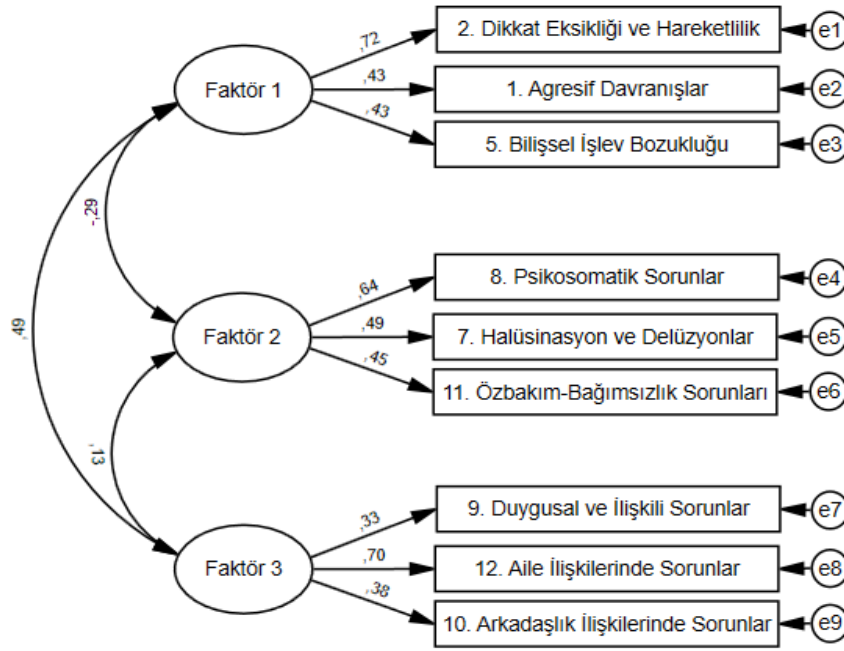 ,72
2. Dikkat Eksikliği ve Hareketlilik
e1
Faktör 1
,43
1. Agresif Davranışlar
e2
,43
5. Bilişsel İşlev Bozukluğu
e3
-,29
,64
8. Psikosomatik Sorunlar
e4
,49
Faktör 2
,49
7. Halüsinasyon ve Delüzyonlar
e5
,45
11. Özbakım-Bağımsızlık Sorunları
e6
,13
,33
9. Duygusal ve İlişkili Sorunlar
e7
Faktör 3
,70
12. Aile İlişkilerinde Sorunlar
e8
,38
10. Arkadaşlık İlişkilerinde Sorunlar
e9